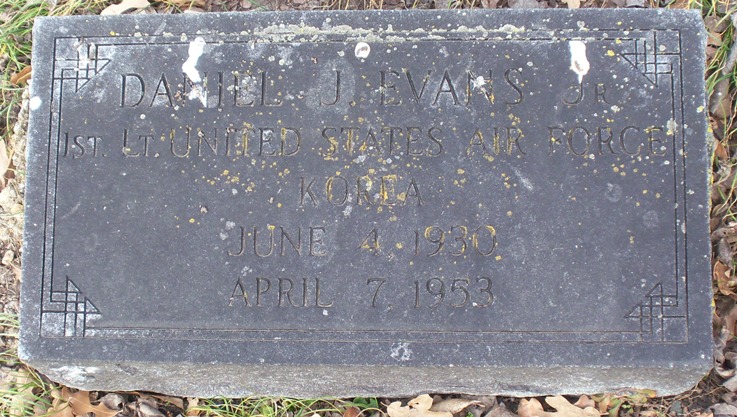 DANIEL J. EVANS JR
1ST. LT. UNITED STATES AIR FORCE
KOREA
JUNE 4, 1930
APRIL 7, 1953